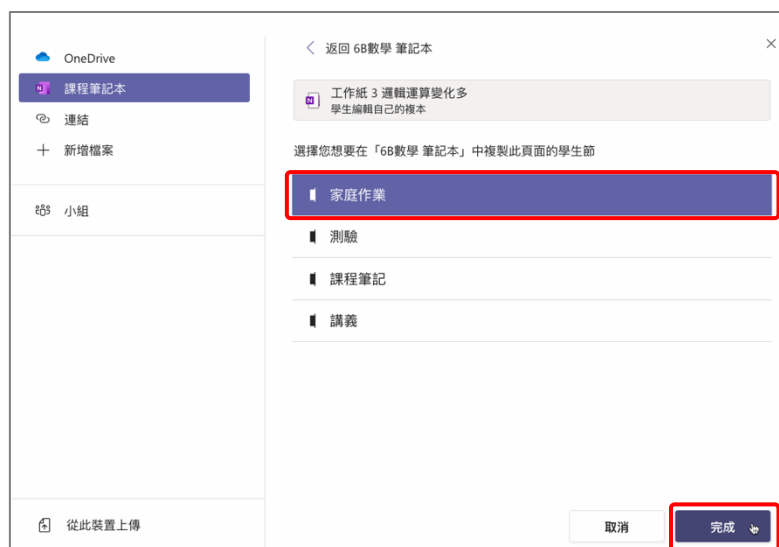 OneDrive
課程筆記本
連結
新增檔案
小組
從此裝置上傳
返回 6B數學 筆記本
工作紙 3 邏輯運算變化多
學生編輯自己的複本
選擇您想要在「6B數學 筆記本」中複製此頁面的學生節
家庭作業
測驗
課程筆記
講義
取消
完成